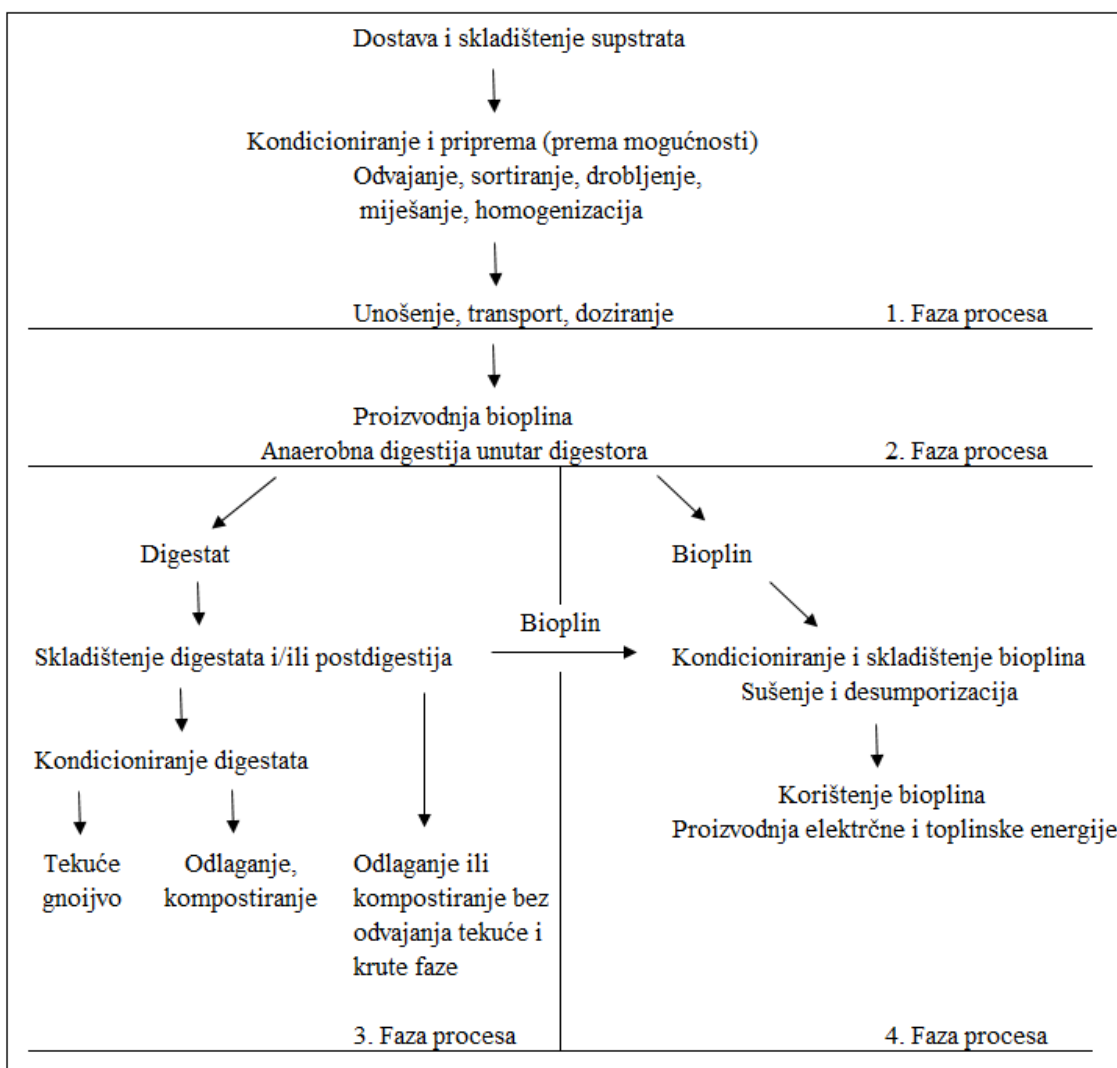 Dostava i skladištenje supstrata
Kondicioniranje i priprema (prema mogućnosti)
Odvajanje, sortiranje, drobljenje,
miješanje, homogenizacija
Unošenje, transport, doziranje
1. Faza procesa
Proizvodnja bioplina
Anaerobna digestija unutar digestora
2. Faza procesa
Digestat
Bioplin
Bioplin
Skladištenje digestata i/ili postdigestija
Kondicioniranje i skladištenje bioplina
Sušenje i desumporizacija
Kondicioniranje digestata
Korištenje bioplina
Proizvodnja elektrčne i toplinske energije
Tekuće
gnoijvo
Odlaganje,
kompostiranje
Odlaganje ili
kompostiranje bez
odvajanja tekuće i
krute faze
3. Faza procesa
4. Faza procesa